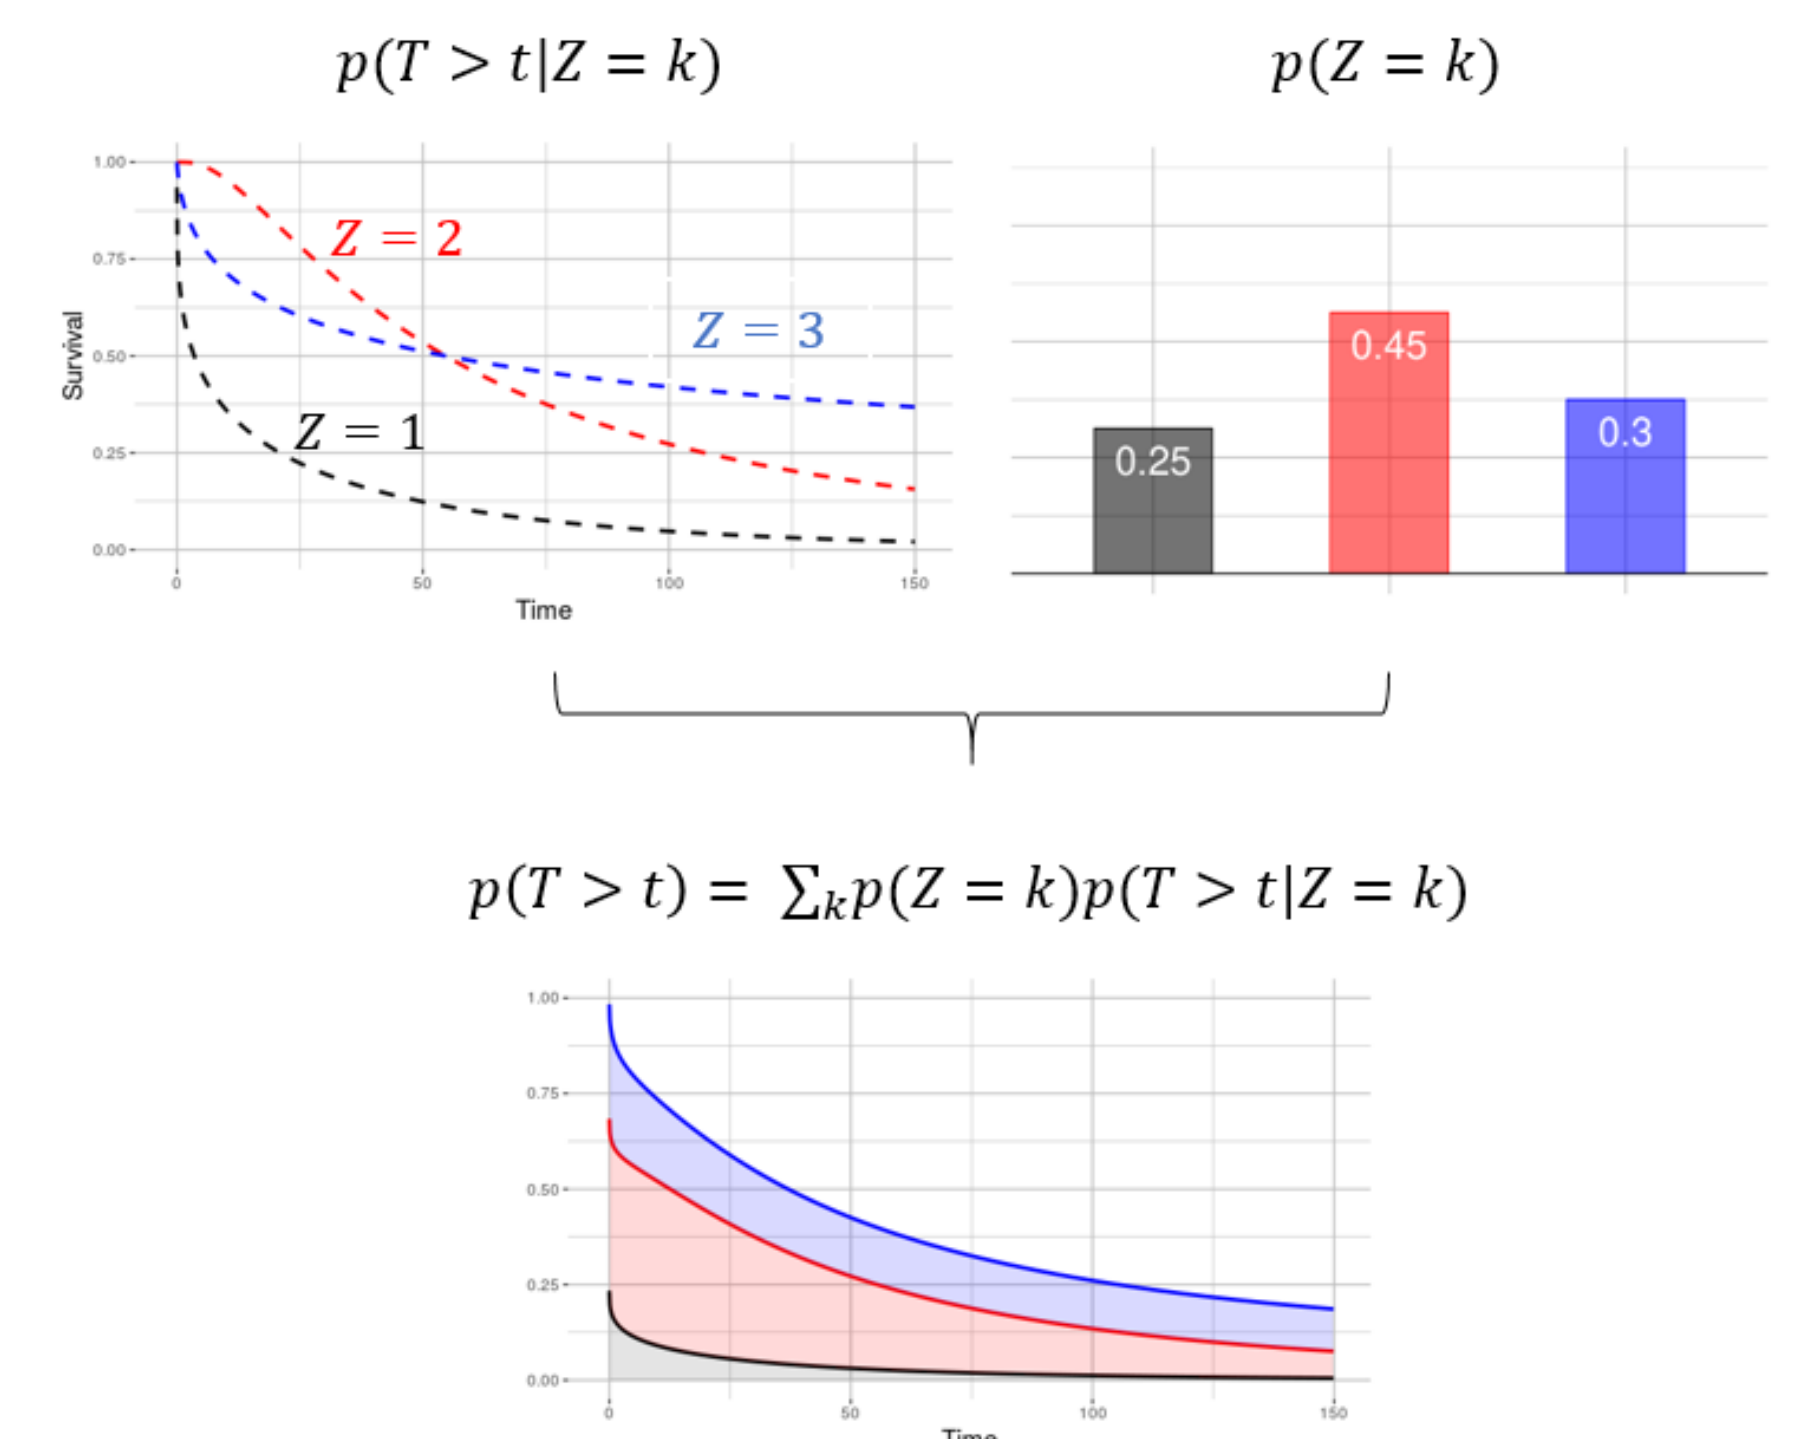 p(T > t|Z = k)
p(Z = k)
1.00
0.75
0.50
0.25
0.00
Survival
Z = 2
Z = 3
Z = 1
0
50
100
150
Time
0.25
0.45
0.3
p(T > t) = ∑ₖp(Z = k)p(T > t|Z = k)
1.00
0.75
0.50
0.25
0.00
0
50
100
150
Time